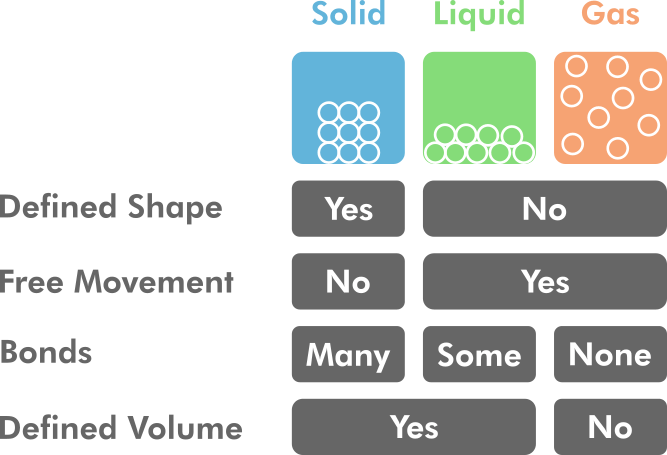 Solid Liquid Gas
Defined Shape Yes No
Free Movement No Yes
Bonds Many Some None
Defined Volume Yes No